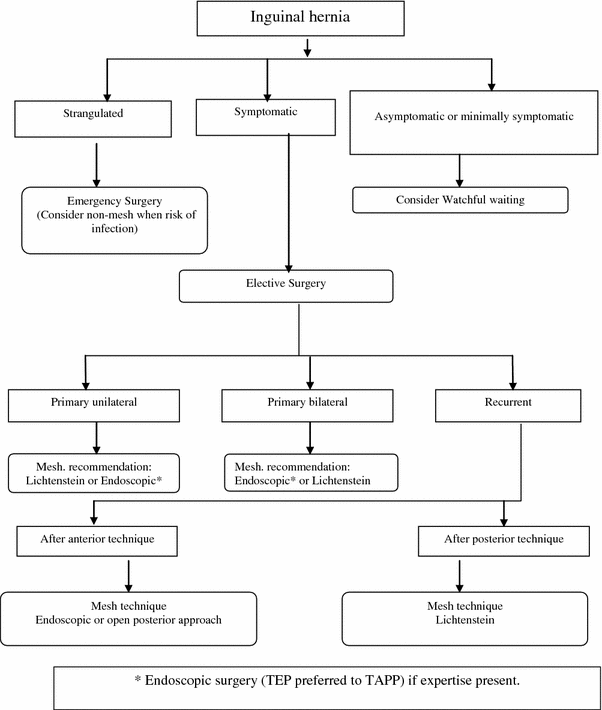 Inguinal hernia
Strangulated
Symptomatic
Asymptomatic or minimally symptomatic
Emergency Surgery
(Consider non-mesh when risk of
infection)
Consider Watchful waiting
Elective Surgery
Primary unilateral
Primary bilateral
Recurrent
Mesh. recommendation:
Lichtenstein or Endoscopic*
Mesh. recommendation:
Endoscopic* or Lichtenstein
After anterior technique
After posterior technique
Mesh technique
Endoscopic or open posterior approach
Mesh technique
Lichtenstein
* Endoscopic surgery (TEP preferred to TAPP) if expertise present.